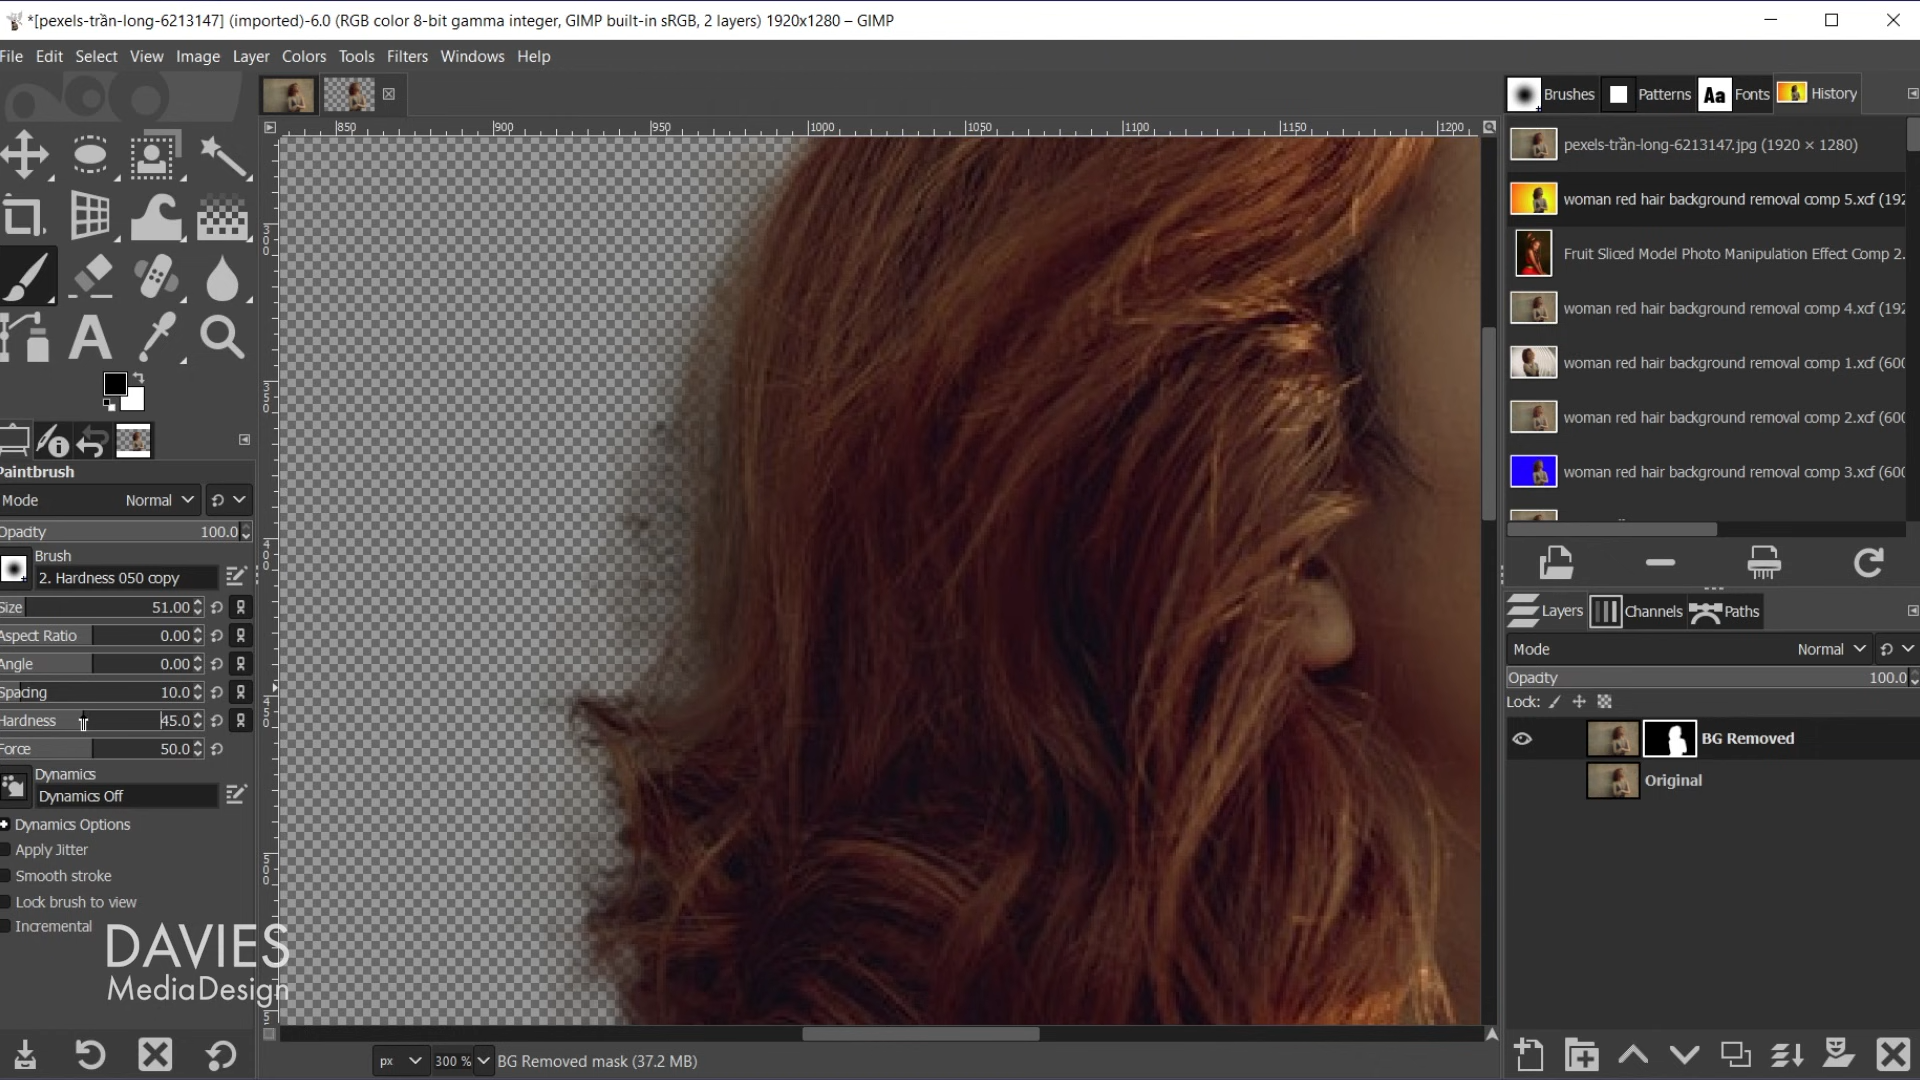 *[pexels-trần-long-6213147] (imported)-6.0 (RGB color 8-bit gamma integer, GIMP built-in sRGB, 2 layers) 1920x1280 – GIMP
File Edit Select View Image Layer Colors Filters Tools Windows Help
Brushes Patterns Aa Fonts History
850 900 950 1000 1050 1100 1150 1200
pexels-trần-long-6213147.jpg (1920 × 1280)
woman red hair background removal comp 5.xcf (192
Fruit Sliced Model Photo Manipulation Effect Comp 2.
woman red hair background removal comp 4.xcf (192
woman red hair background removal comp 1.xcf (600
woman red hair background removal comp 2.xcf (600
woman red hair background removal comp 3.xcf (600
300
350
400
450
500
A
Paintbrush
Mode Normal
Opacity 100.0
Brush
2. Hardness 050 copy
Size 51.00
Aspect Ratio 0.00
Angle 0.00
Spacing 10.0
Hardness 45.0
Force 50.0
Dynamics
Dynamics Off
Dynamics Options
Apply Jitter
Smooth stroke
Lock brush to view
Incremental
DAVIES
MediaDesign
Layers Channels Paths
Mode Normal
Opacity 100.0
Lock:
BG Removed
Original
px 300 % BG Removed mask (37.2 MB)